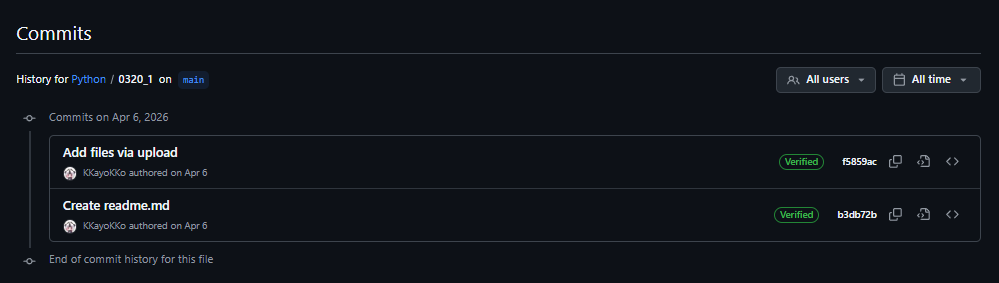 Commits
History for Python / 0320_1 on main
All users
All time
Commits on Apr 6, 2026
Add files via upload
Verified
f5859ac
KKayoKKo authored on Apr 6
Create readme.md
Verified
b3db72b
KKayoKKo authored on Apr 6
End of commit history for this file